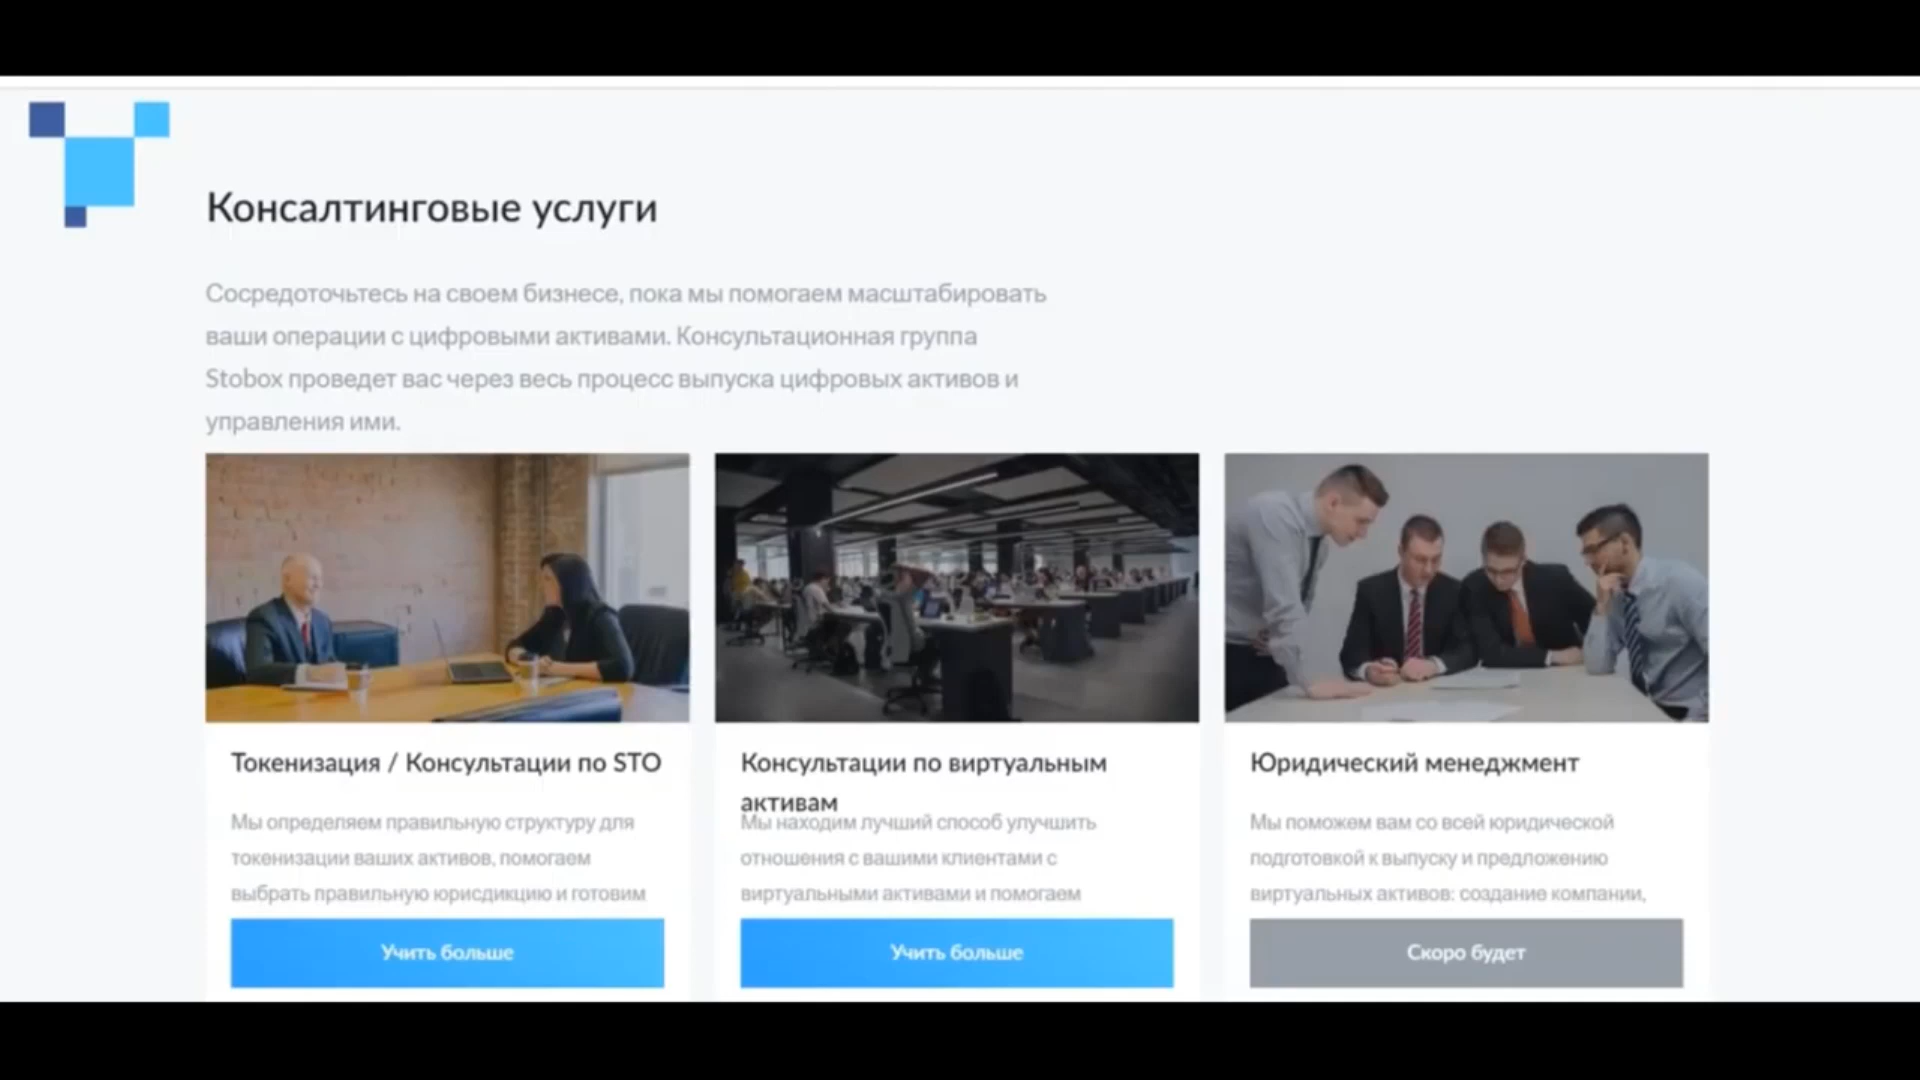 Консалтинговые услуги
Сосредоточьтесь на своем бизнесе, пока мы помогаем масштабировать
ваши операции с цифровыми активами. Консультационная группа
Stobox проведет вас через весь процесс выпуска цифровых активов и
управления ими.
Токенизация / Консультации по STO
Мы определяем правильную структуру для
токенизации ваших активов, помогаем
выбрать правильную юрисдикцию и готовим
Учить больше
Консультации по виртуальным
активам
Мы находим лучший способ улучшить
отношения с вашими клиентами с
виртуальными активами и помогаем
Учить больше
Юридический менеджмент
Мы поможем вам со всей юридической
подготовкой к выпуску и предложению
виртуальных активов: создание компании,
Скоро будет